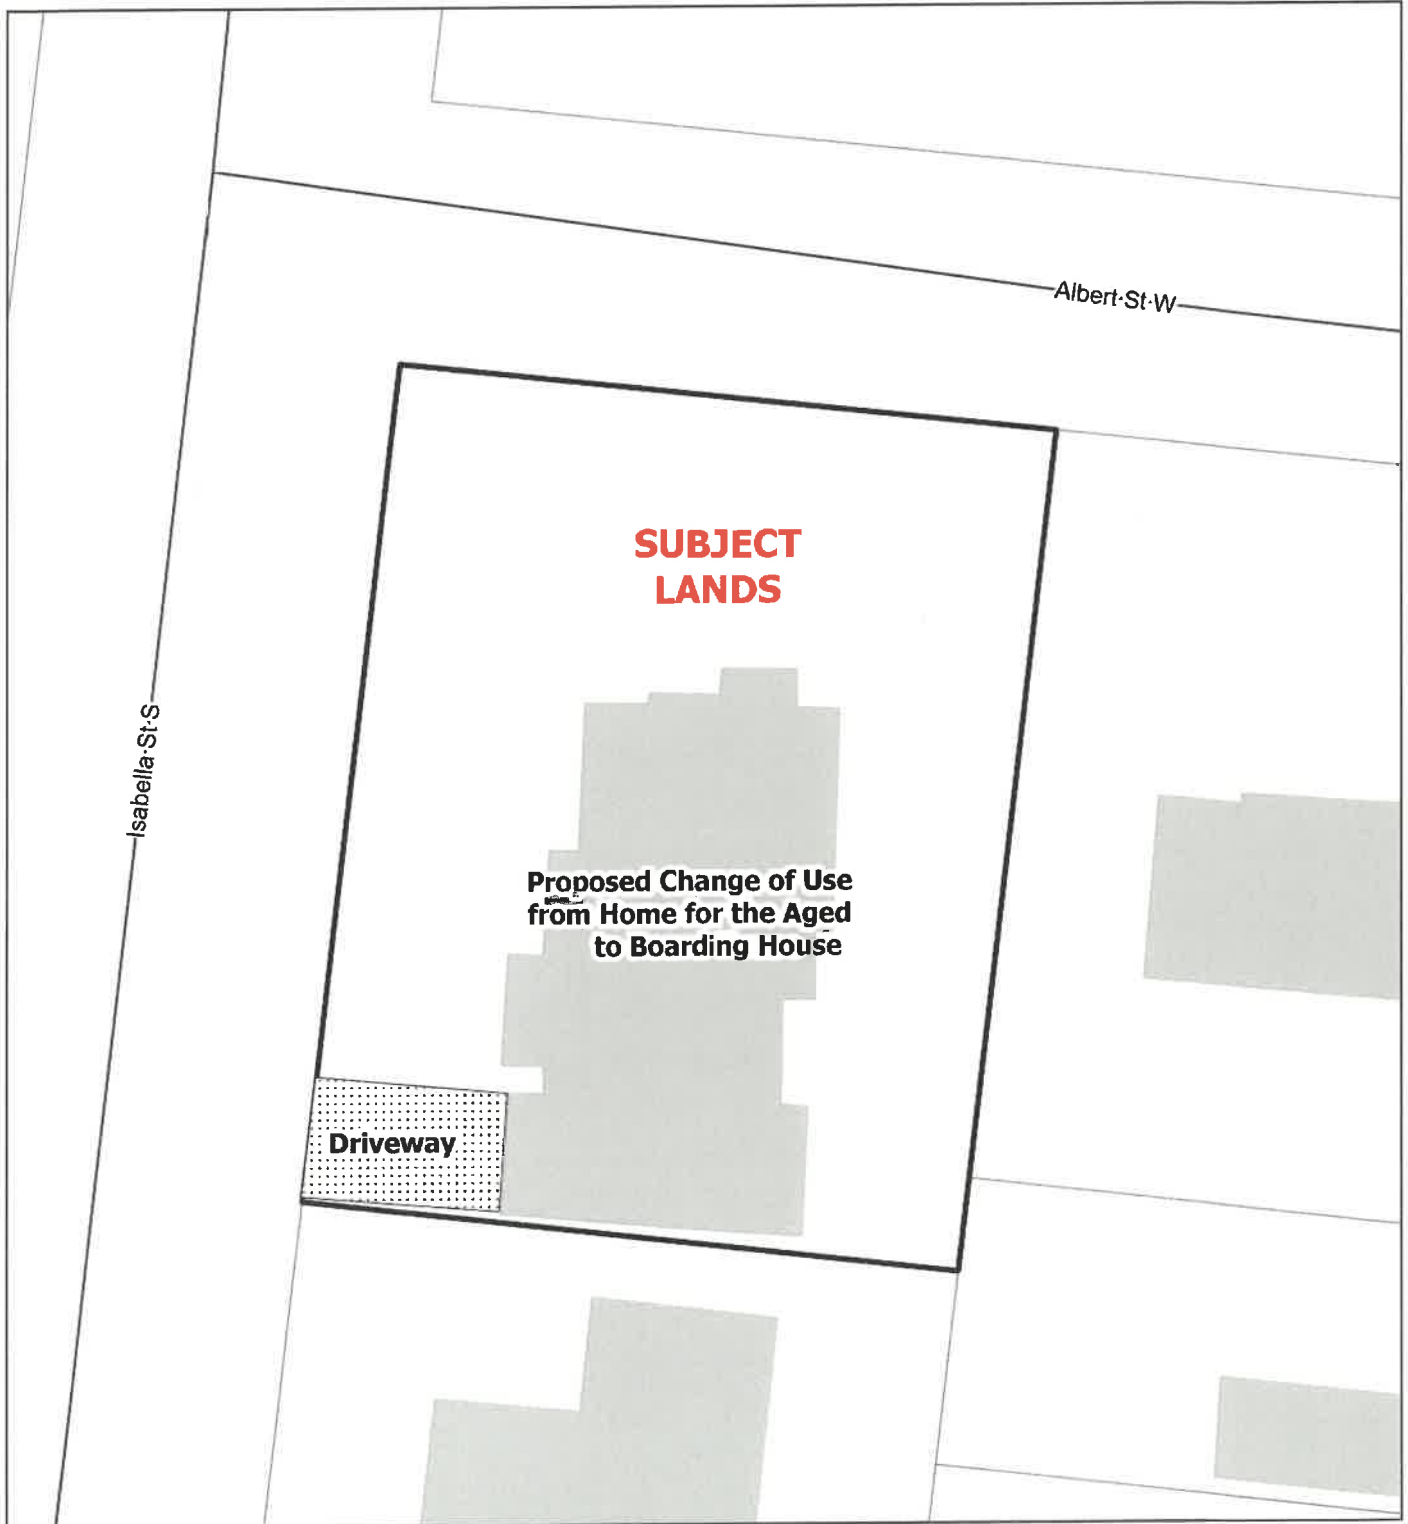 Albert St W
SUBJECT
LANDS
Isabella St S
Proposed Change of Use
from Home for the Aged
to Boarding House
Driveway